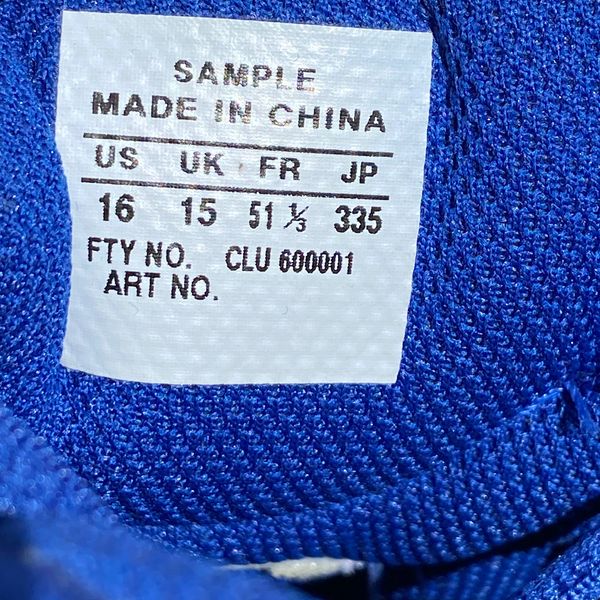 SAMPLE
MADE IN CHINA
US UK FR JP
16 15 51 ⅓ 335
FTY NO. CLU 600001
ART NO.